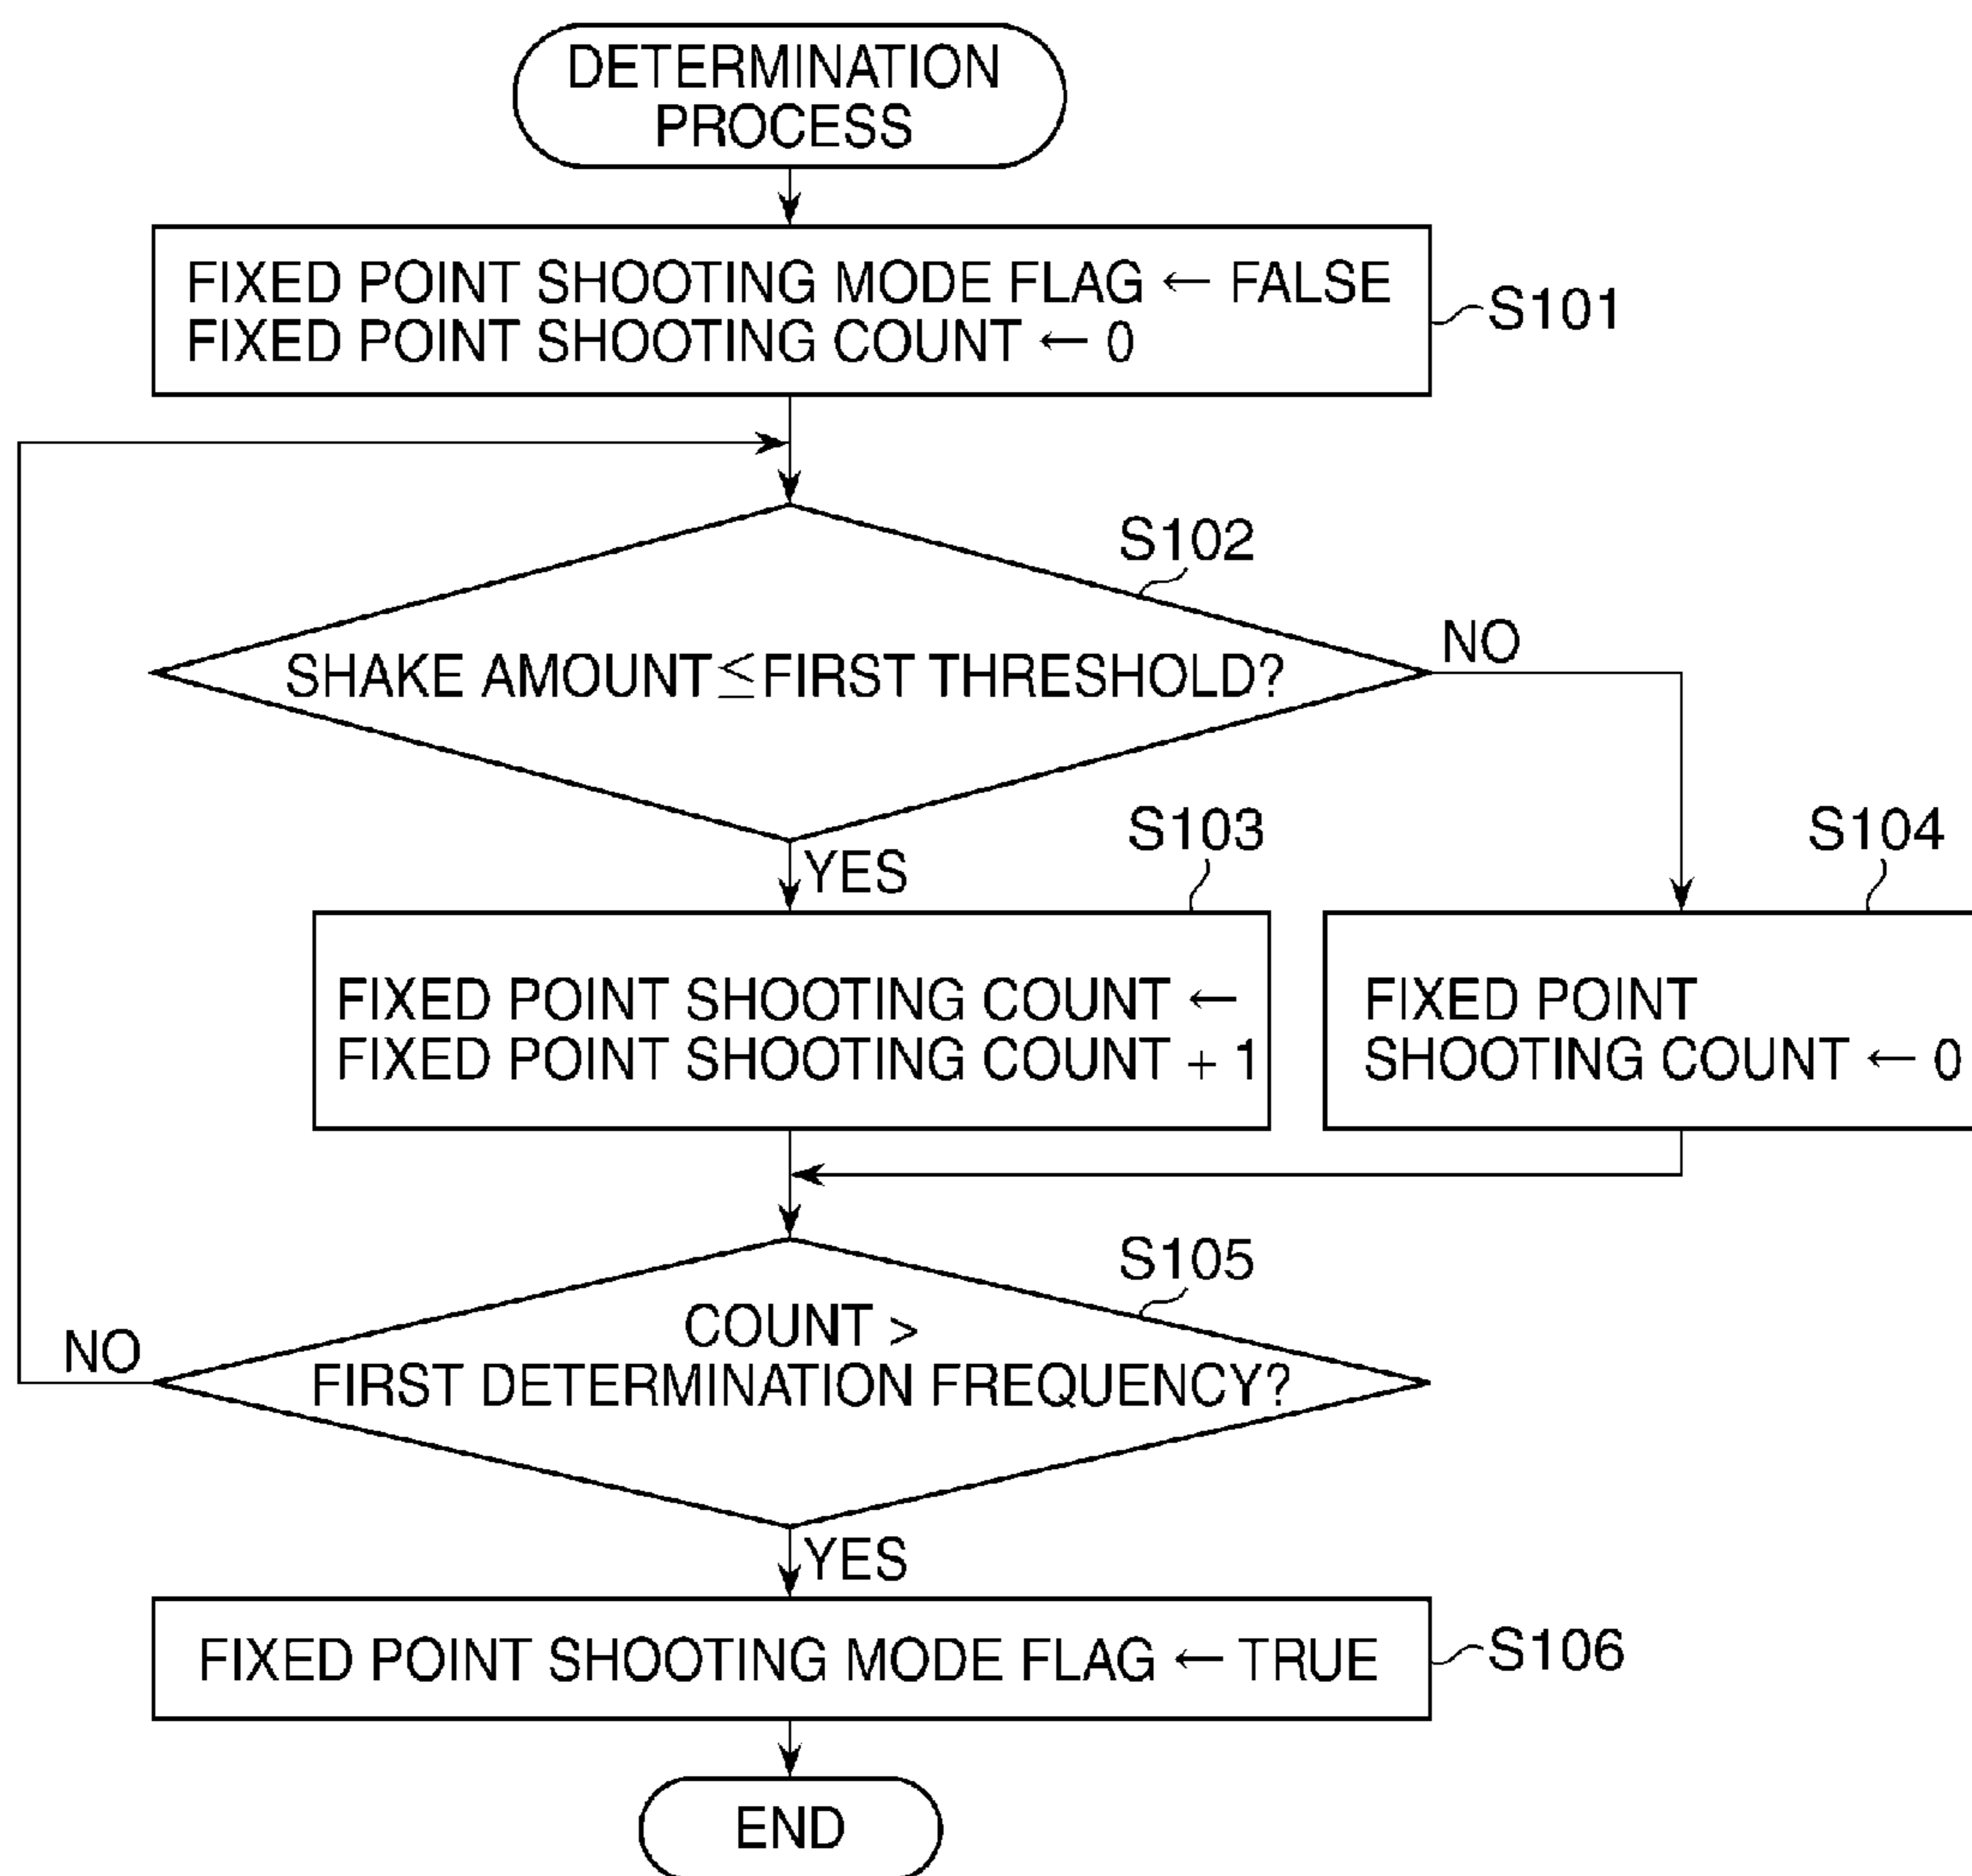 DETERMINATION
PROCESS
FIXED POINT SHOOTING MODE FLAG ← FALSE
FIXED POINT SHOOTING COUNT ← 0
S101
S102
SHAKE AMOUNT≦FIRST THRESHOLD?
NO
YES
S103
FIXED POINT SHOOTING COUNT ←
FIXED POINT SHOOTING COUNT + 1
S104
FIXED POINT
SHOOTING COUNT ← 0
S105
COUNT >
FIRST DETERMINATION FREQUENCY?
NO
YES
FIXED POINT SHOOTING MODE FLAG ← TRUE
S106
END